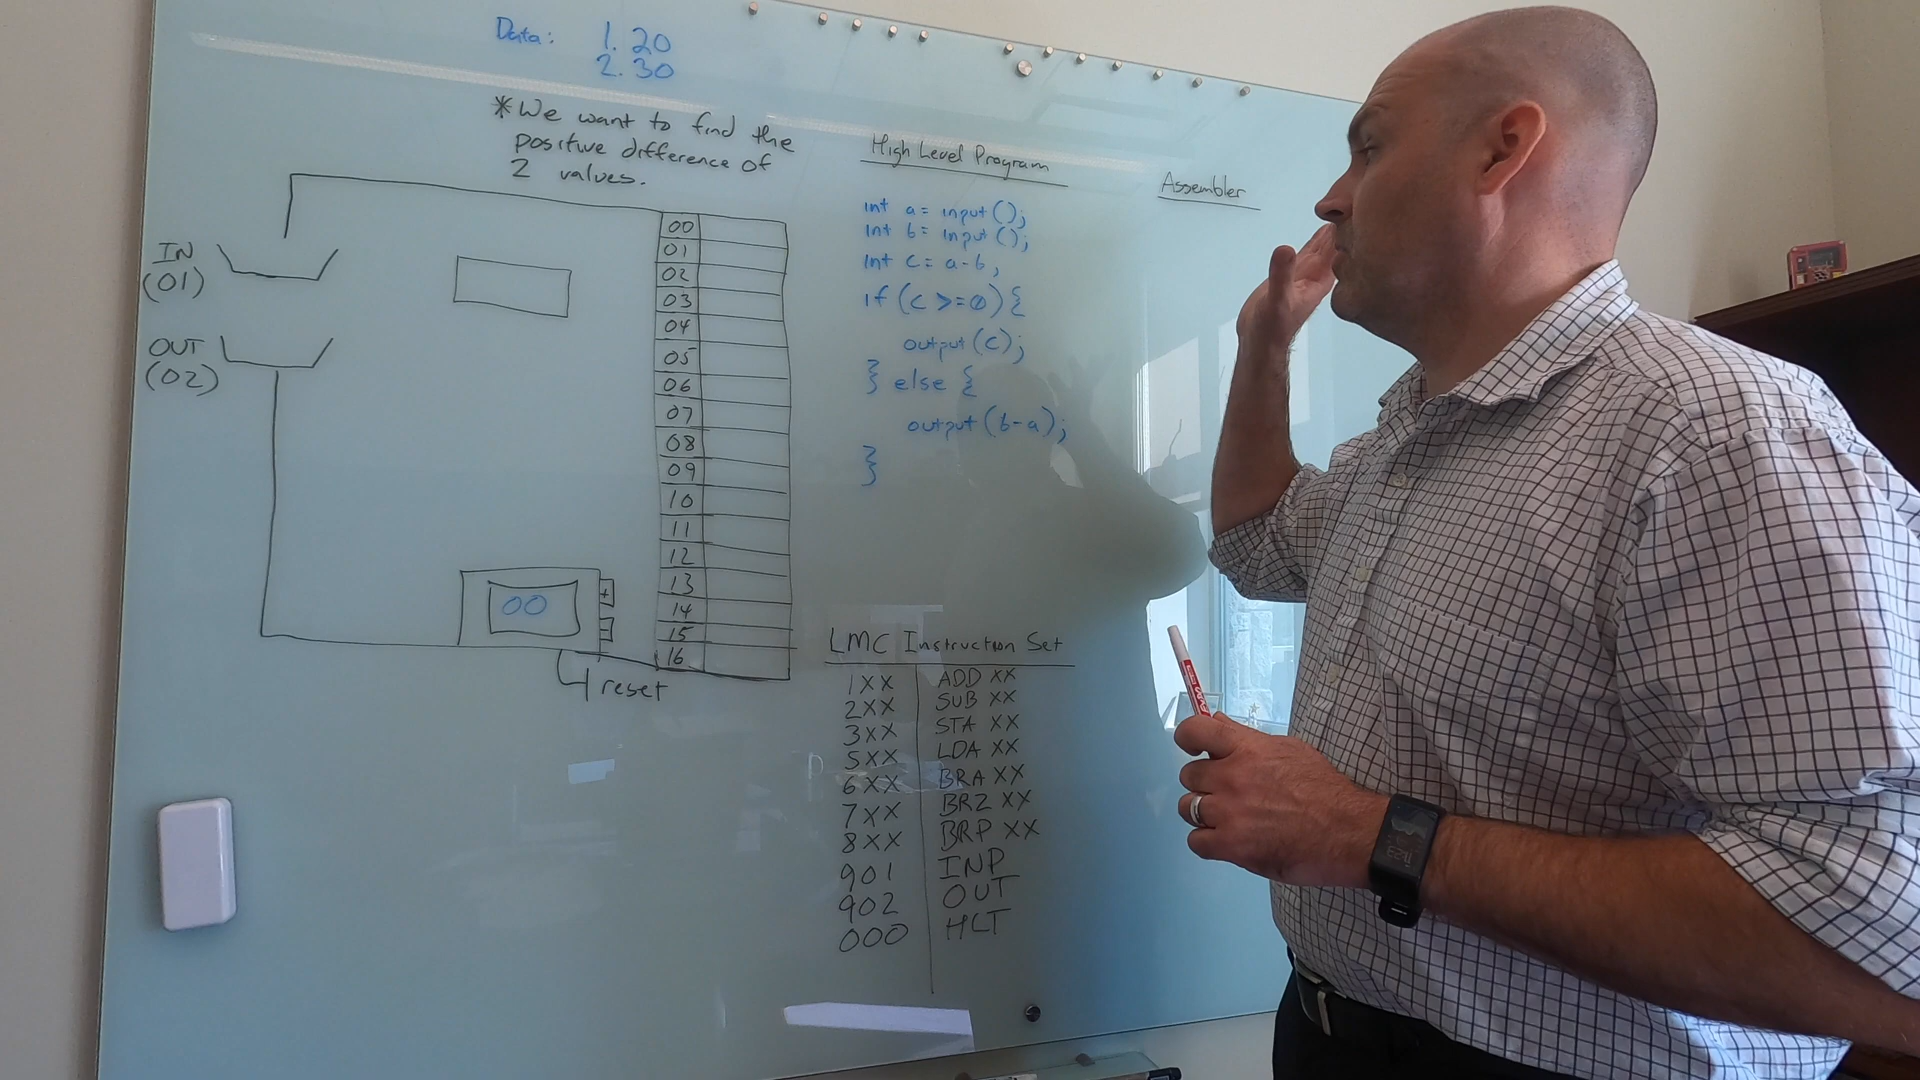 Data: 1. 20
2. 30
*We want to find the
positive difference of
2 values.
IN
(01)
OUT
(02)
00
01
02
03
04
05
06
07
08
09
10
11
12
13
14
15
16
00
+
-
reset
High Level Program
int a = input();
int b = input();
int c = a-b;
if (c >= 0) {
output(c);
} else {
output(b-a);
}
Assembler
LMC Instruction Set
1XX ADD XX
2XX SUB XX
3XX STA XX
5XX LDA XX
6XX BRA XX
7XX BRZ XX
8XX BRP XX
901 INP
902 OUT
000 HLT
11:23